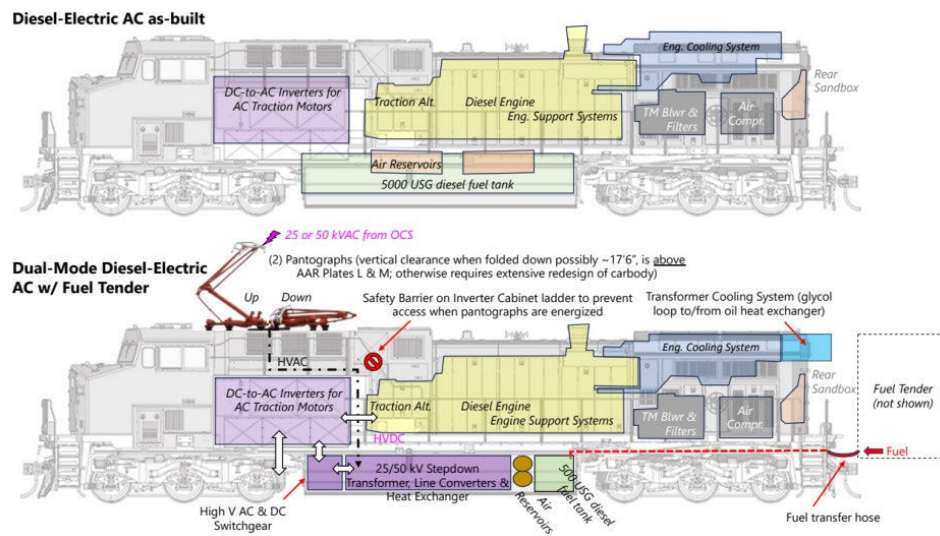 Diesel-Electric AC as-built
Eng. Cooling System
Rear
Sandbox
DC-to-AC Inverters for
AC Traction Motors
Traction Alt.
Diesel Engine
Eng. Support Systems
TM Blwr &
Filters
Air
Compr.
Air Reservoirs
5000 USG diesel fuel tank
25 or 50 kVAC from OCS
(2) Pantographs (vertical clearance when folded down possibly ~17'6", is above
AAR Plates L & M; otherwise requires extensive redesign of carbody)
Dual-Mode Diesel-Electric
AC w/ Fuel Tender
Up
Down
Safety Barrier on Inverter Cabinet ladder to prevent
access when pantographs are energized
Transformer Cooling System (glycol
loop to/from oil heat exchanger)
HVAC
Eng. Cooling System
Rear
Sandbox
Fuel Tender
(not shown)
DC-to-AC Inverters for
AC Traction Motors
Traction Alt.
Diesel Engine
Engine Support Systems
TM Blwr &
Filters
Air
Compr.
HVDC
Fuel
25/50 kV Stepdown
Transformer, Line Converters &
Heat Exchanger
Air
Reservoirs
500 USG diesel
fuel tank
High V AC & DC
Switchgear
Fuel transfer hose